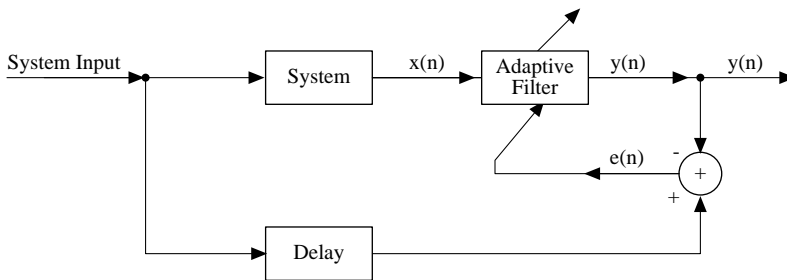 System Input
System
x(n)
Adaptive
Filter
y(n)
y(n)
-
e(n)
+
+
Delay